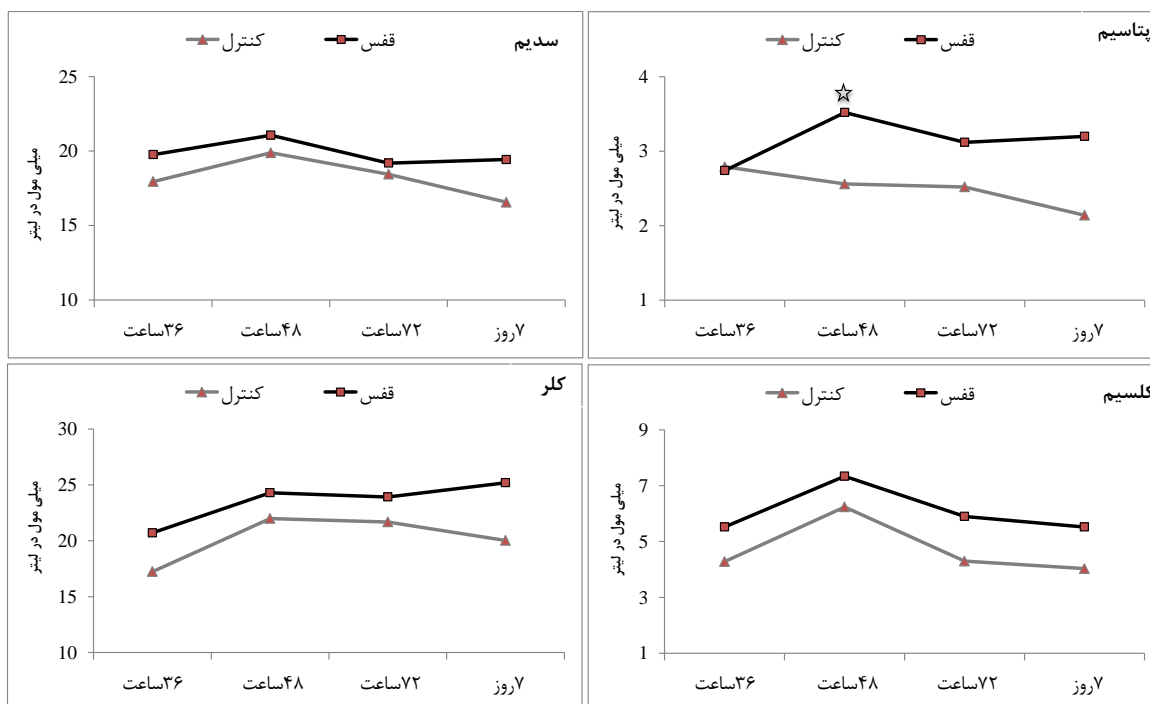 سدیم
کنترل
قفس
میلی مول در لیتر
25
20
15
10
۳۶ساعت
۴۸ساعت
۷۲ساعت
۷روز
پتاسیم
کنترل
قفس
میلی مول در لیتر
4
3
2
1
۳۶ساعت
۴۸ساعت
۷۲ساعت
۷روز
کلر
کنترل
قفس
میلی مول در لیتر
30
25
20
15
10
۳۶ساعت
۴۸ساعت
۷۲ساعت
۷روز
کلسیم
کنترل
قفس
میلی مول در لیتر
9
7
5
3
1
۳۶ساعت
۴۸ساعت
۷۲ساعت
۷روز